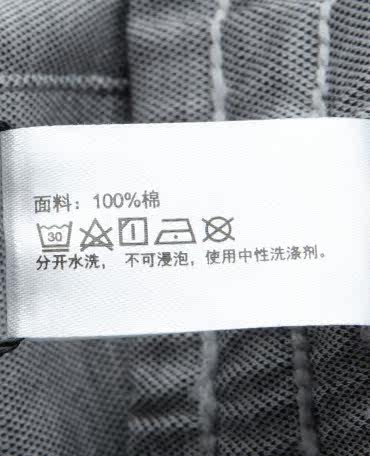 面料：100%棉
30
分开水洗， 不可浸泡，使用中性洗涤剂。